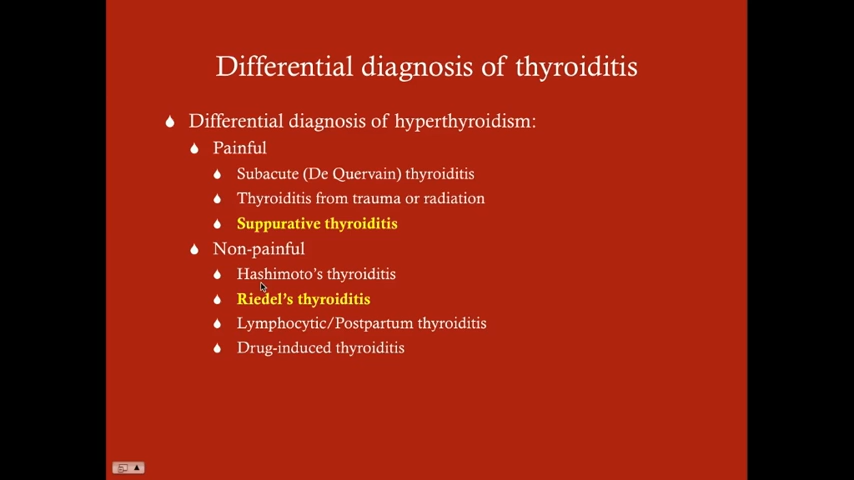 Differential diagnosis of thyroiditis
Differential diagnosis of hyperthyroidism:
Painful
Subacute (De Quervain) thyroiditis
Thyroiditis from trauma or radiation
Suppurative thyroiditis
Non-painful
Hashimoto's thyroiditis
Riedel's thyroiditis
Lymphocytic/Postpartum thyroiditis
Drug-induced thyroiditis